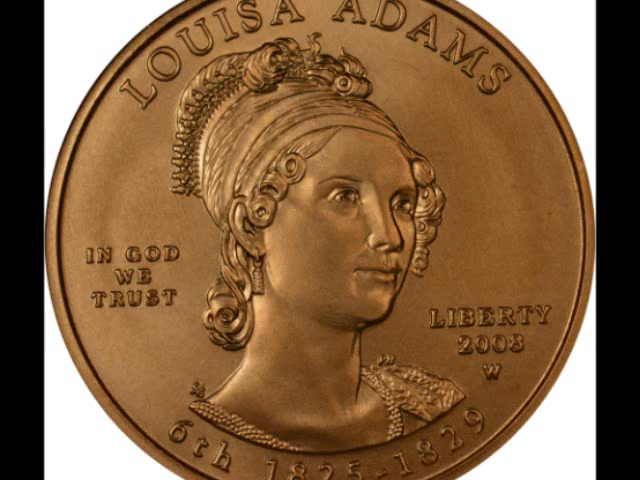 LOUISA ADAMS
IN GOD
WE
TRUST
LIBERTY
2008
W
6th 1825-1829